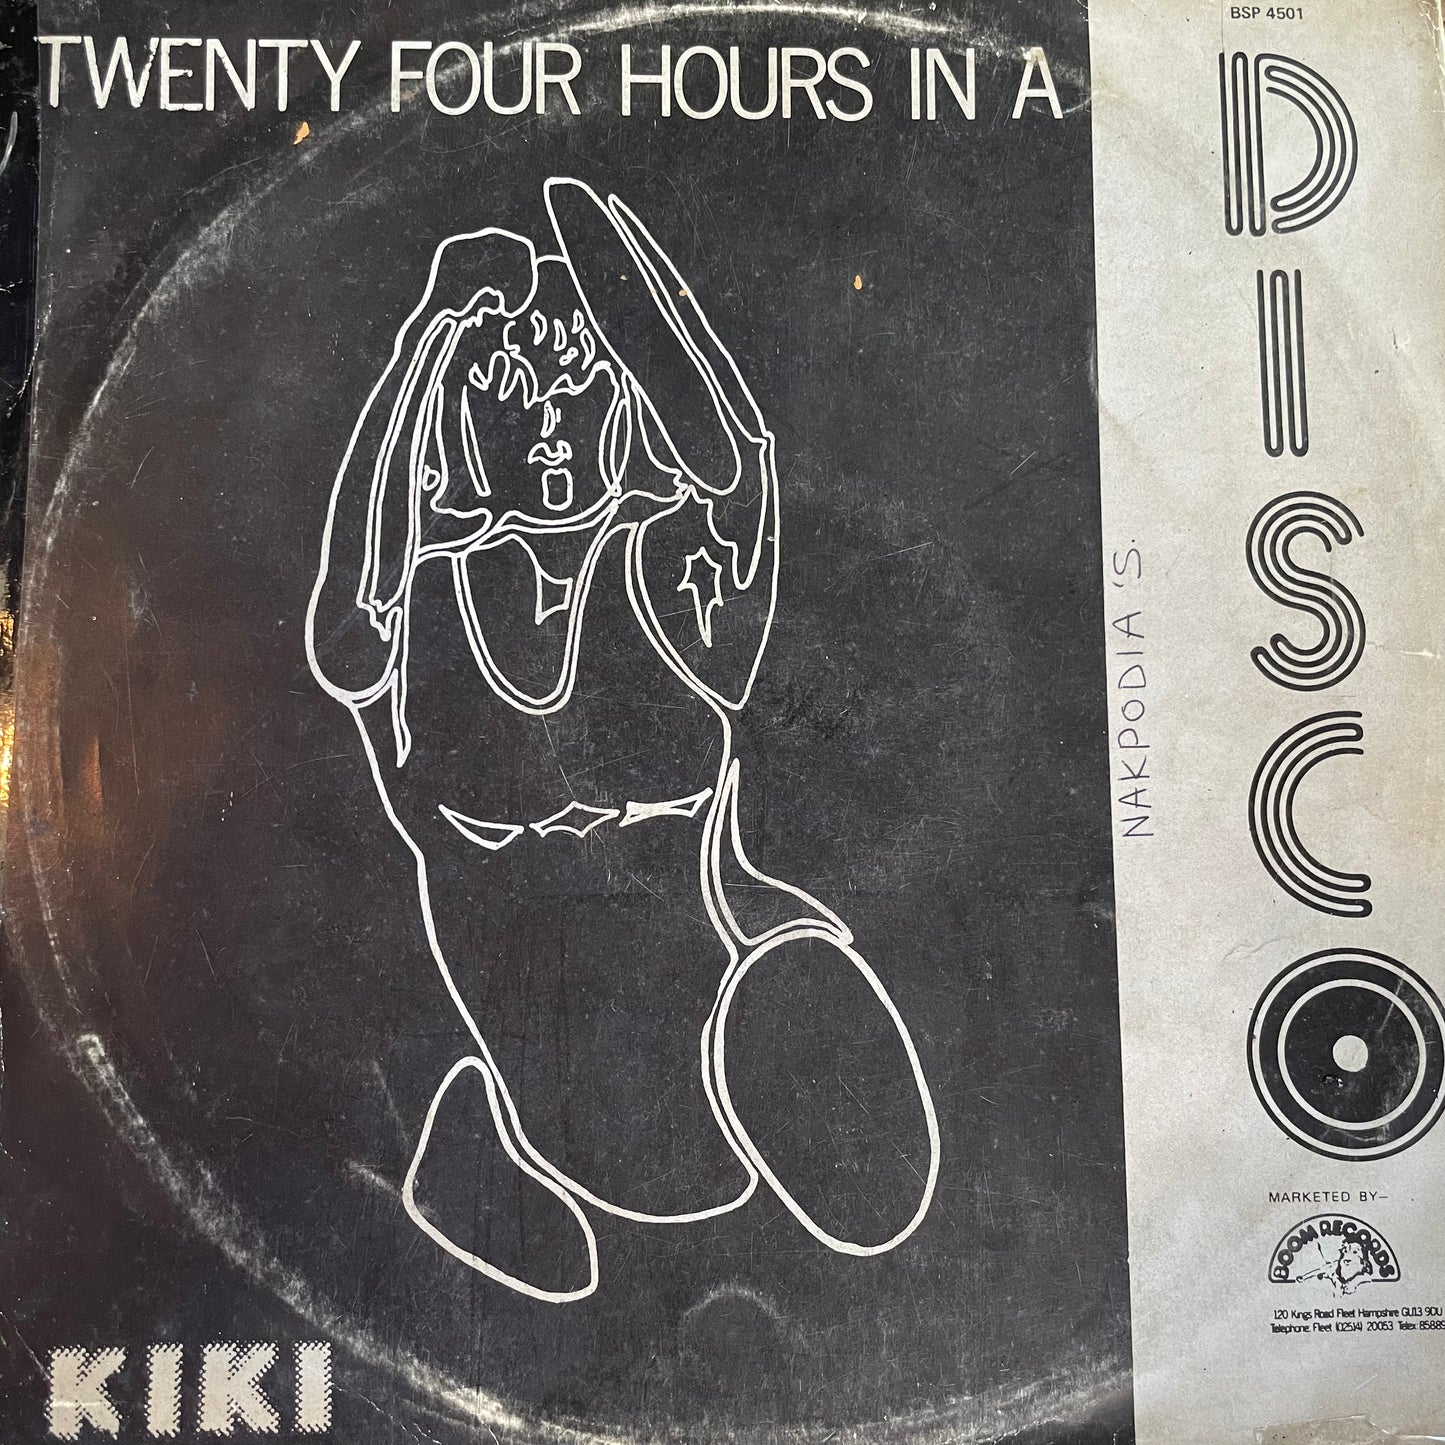 BSP 4501
TWENTY FOUR HOURS IN A
DISCO
NAKPODIA'S.
KIKI
MARKETED BY-
BOOM RECORDS
120 Kings Road Fleet Hampshire GU13 9DU
Telephone: Fleet (02514) 20053 Telex: 85889